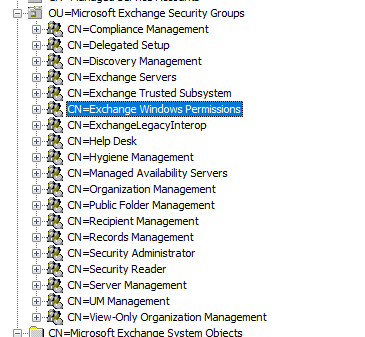 OU=Microsoft Exchange Security Groups
CN=Compliance Management
CN=Delegated Setup
CN=Discovery Management
CN=Exchange Servers
CN=Exchange Trusted Subsystem
CN=Exchange Windows Permissions
CN=ExchangeLegacyInterop
CN=Help Desk
CN=Hygiene Management
CN=Managed Availability Servers
CN=Organization Management
CN=Public Folder Management
CN=Recipient Management
CN=Records Management
CN=Security Administrator
CN=Security Reader
CN=Server Management
CN=UM Management
CN=View-Only Organization Management
CN=Microsoft Exchange System Objects